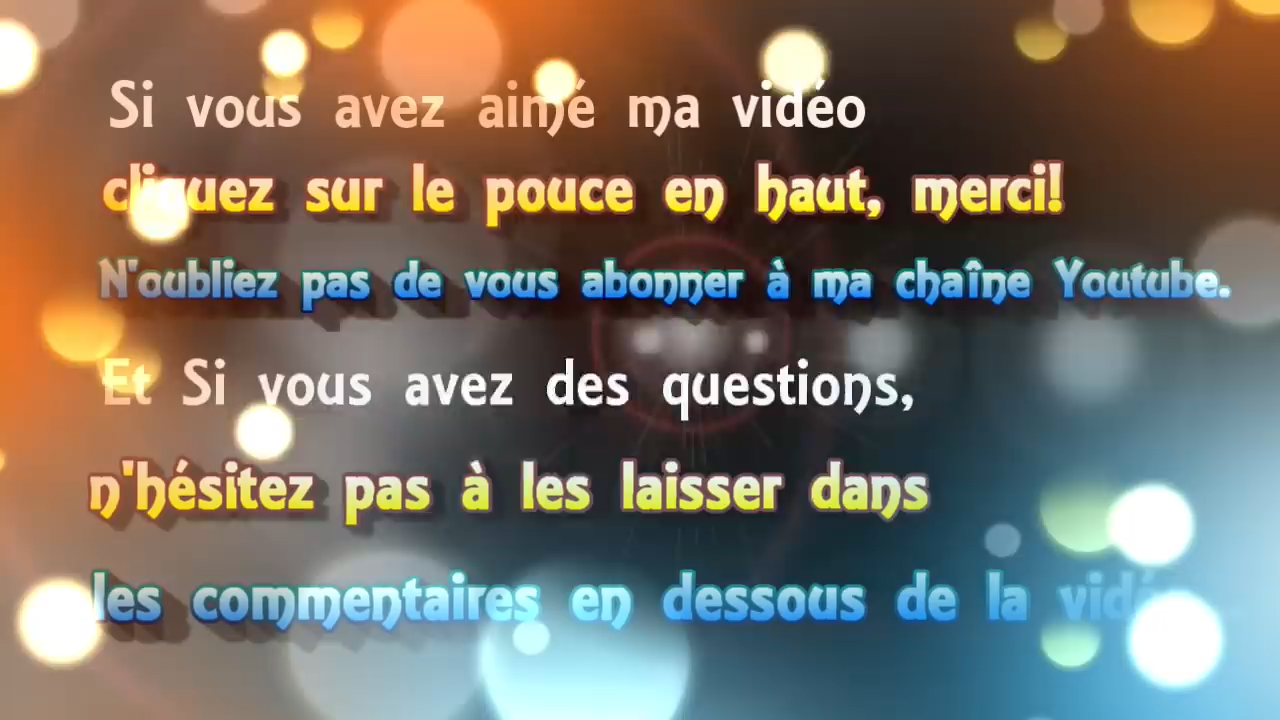 Si vous avez aimé ma vidéo
cliquez sur le pouce en haut, merci!
N'oubliez pas de vous abonner à ma chaîne Youtube.
Et Si vous avez des questions,
n'hésitez pas à les laisser dans
les commentaires en dessous de la